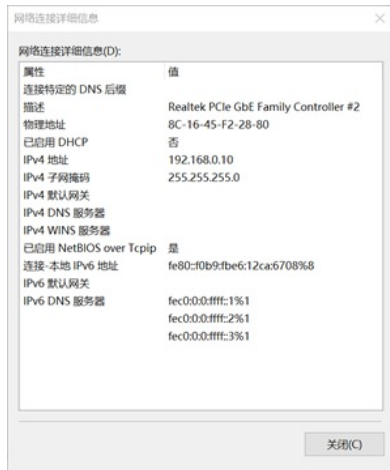 网络连接详细信息
网络连接详细信息(D):
属性 值
连接特定的 DNS 后缀
描述 Realtek PCIe GbE Family Controller #2
物理地址 8C-16-45-F2-28-80
已启用 DHCP 否
IPv4 地址 192.168.0.10
IPv4 子网掩码 255.255.255.0
IPv4 默认网关
IPv4 DNS 服务器
IPv4 WINS 服务器
已启用 NetBIOS over Tcpip 是
连接-本地 IPv6 地址 fe80::f0b9:fbe6:12ca:6708%8
IPv6 默认网关
IPv6 DNS 服务器 fec0:0:0:ffff::1%1
fec0:0:0:ffff::2%1
fec0:0:0:ffff::3%1
关闭(C)